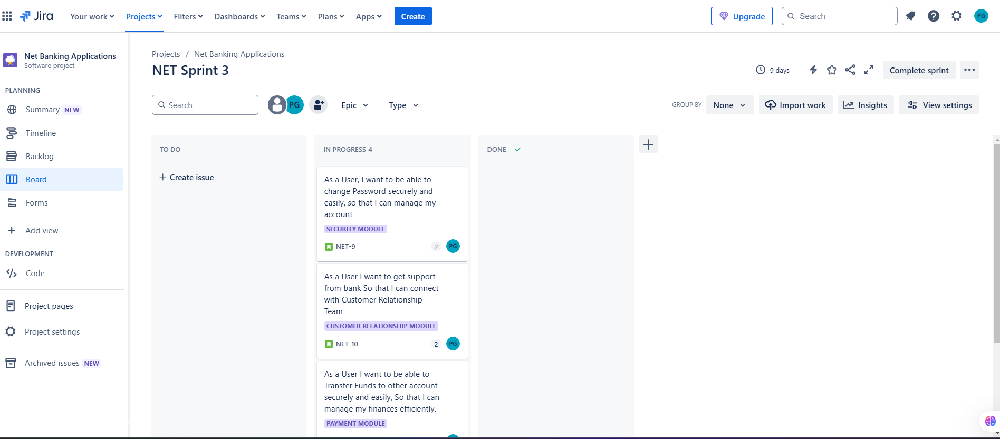 Jira
Your work
Projects
Filters
Dashboards
Teams
Plans
Apps
Create
Upgrade
Search
PG
Net Banking Applications
Software project
PLANNING
Summary NEW
Timeline
Backlog
Board
Forms
Add view
DEVELOPMENT
Code
Project pages
Project settings
Archived issues NEW
Projects / Net Banking Applications
NET Sprint 3
9 days
Complete sprint
Search
PG
Epic
Type
GROUP BY
None
Import work
Insights
View settings
TO DO
+ Create issue
IN PROGRESS 4
As a User, I want to be able to
change Password securely and
easily, so that I can manage my
account
SECURITY MODULE
NET-9
2
PG
As a User I want to get support
from bank So that I can connect
with Customer Relationship
Team
CUSTOMER RELATIONSHIP MODULE
NET-10
2
PG
As a User I want to be able to
Transfer Funds to other account
securely and easily, So that I can
manage my finances efficiently.
PAYMENT MODULE
DONE